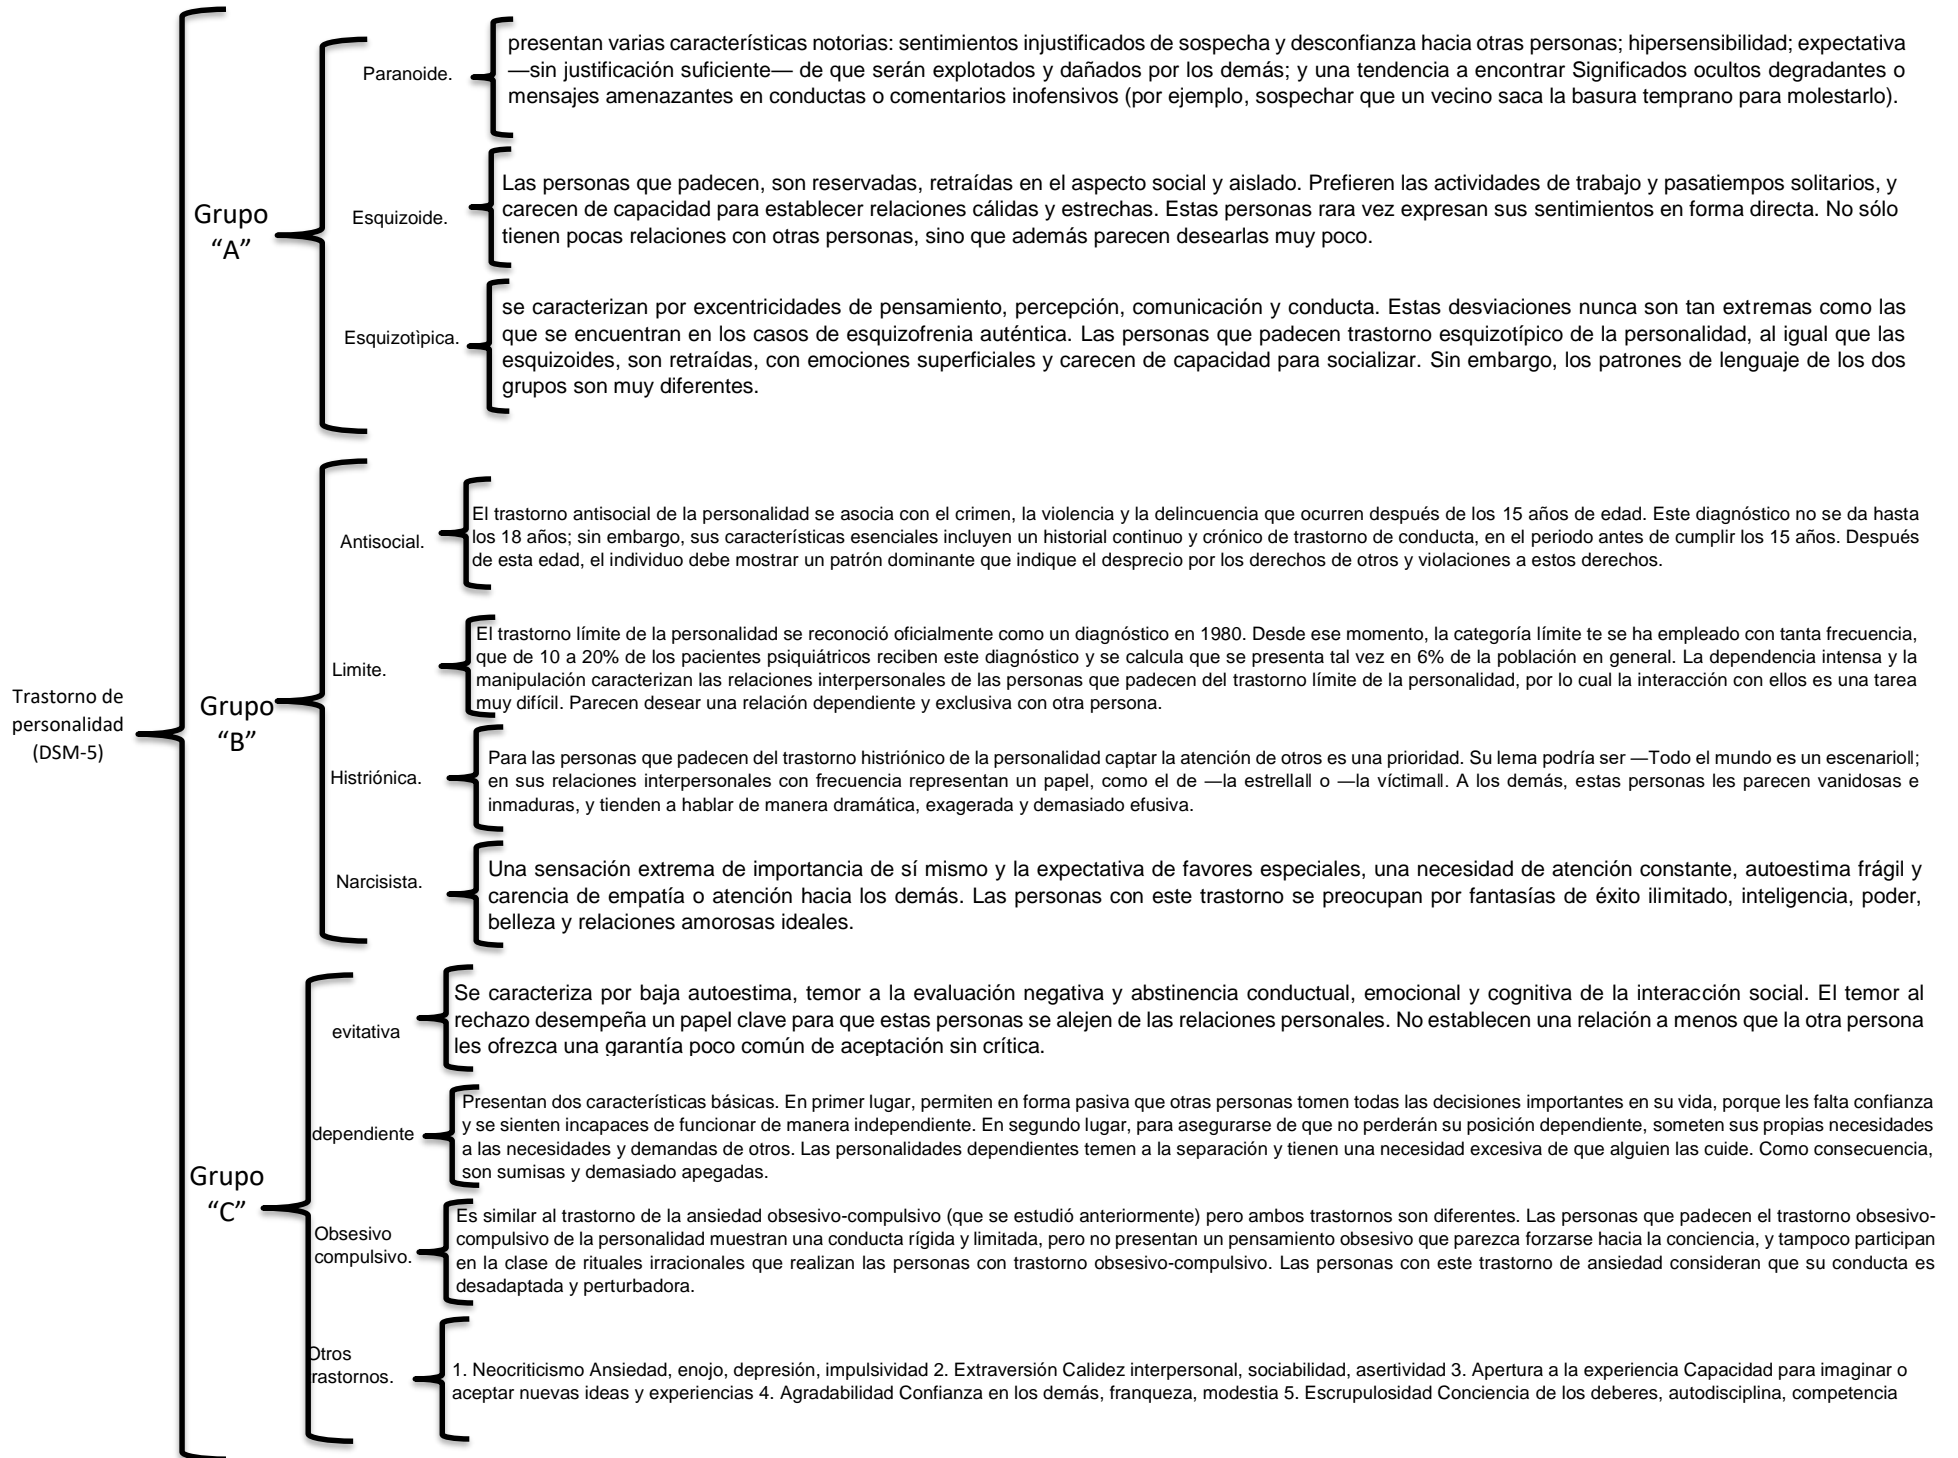 presentan varias características notorias: sentimientos injustificados de sospecha y desconfianza hacia otras personas; hipersensibilidad; expectativa
Paranoide.
—sin justificación suficiente— de que serán explotados y dañados por los demás; y una tendencia a encontrar Significados ocultos degradantes o
mensajes amenazantes en conductas o comentarios inofensivos (por ejemplo, sospechar que un vecino saca la basura temprano para molestarlo).
Grupo
“A”
Esquizoide.
Las personas que padecen, son reservadas, retraídas en el aspecto social y aislado. Prefieren las actividades de trabajo y pasatiempos solitarios, y
carecen de capacidad para establecer relaciones cálidas y estrechas. Estas personas rara vez expresan sus sentimientos en forma directa. No sólo
tienen pocas relaciones con otras personas, sino que además parecen desearlas muy poco.
Esquizotìpica.
se caracterizan por excentricidades de pensamiento, percepción, comunicación y conducta. Estas desviaciones nunca son tan extremas como las
que se encuentran en los casos de esquizofrenia auténtica. Las personas que padecen trastorno esquizotípico de la personalidad, al igual que las
esquizoides, son retraídas, con emociones superficiales y carecen de capacidad para socializar. Sin embargo, los patrones de lenguaje de los dos
grupos son muy diferentes.
Antisocial.
El trastorno antisocial de la personalidad se asocia con el crimen, la violencia y la delincuencia que ocurren después de los 15 años de edad. Este diagnóstico no se da hasta
los 18 años; sin embargo, sus características esenciales incluyen un historial continuo y crónico de trastorno de conducta, en el periodo antes de cumplir los 15 años. Después
de esta edad, el individuo debe mostrar un patrón dominante que indique el desprecio por los derechos de otros y violaciones a estos derechos.
Limite.
El trastorno límite de la personalidad se reconoció oficialmente como un diagnóstico en 1980. Desde ese momento, la categoría límite te se ha empleado con tanta frecuencia,
que de 10 a 20% de los pacientes psiquiátricos reciben este diagnóstico y se calcula que se presenta tal vez en 6% de la población en general. La dependencia intensa y la
manipulación caracterizan las relaciones interpersonales de las personas que padecen del trastorno límite de la personalidad, por lo cual la interacción con ellos es una tarea
muy difícil. Parecen desear una relación dependiente y exclusiva con otra persona.
Trastorno de
personalidad
(DSM-5)
Grupo
“B”
Histriónica.
Para las personas que padecen del trastorno histriónico de la personalidad captar la atención de otros es una prioridad. Su lema podría ser ―Todo el mundo es un escenario‖;
en sus relaciones interpersonales con frecuencia representan un papel, como el de ―la estrella‖ o ―la víctima‖. A los demás, estas personas les parecen vanidosas e
inmaduras, y tienden a hablar de manera dramática, exagerada y demasiado efusiva.
Narcisista.
Una sensación extrema de importancia de sí mismo y la expectativa de favores especiales, una necesidad de atención constante, autoestima frágil y
carencia de empatía o atención hacia los demás. Las personas con este trastorno se preocupan por fantasías de éxito ilimitado, inteligencia, poder,
belleza y relaciones amorosas ideales.
evitativa
Se caracteriza por baja autoestima, temor a la evaluación negativa y abstinencia conductual, emocional y cognitiva de la interacción social. El temor al
rechazo desempeña un papel clave para que estas personas se alejen de las relaciones personales. No establecen una relación a menos que la otra persona
les ofrezca una garantía poco común de aceptación sin crítica.
dependiente
Presentan dos características básicas. En primer lugar, permiten en forma pasiva que otras personas tomen todas las decisiones importantes en su vida, porque les falta confianza
y se sienten incapaces de funcionar de manera independiente. En segundo lugar, para asegurarse de que no perderán su posición dependiente, someten sus propias necesidades
a las necesidades y demandas de otros. Las personalidades dependientes temen a la separación y tienen una necesidad excesiva de que alguien las cuide. Como consecuencia,
son sumisas y demasiado apegadas.
Grupo
“C”
Obsesivo
compulsivo.
Es similar al trastorno de la ansiedad obsesivo-compulsivo (que se estudió anteriormente) pero ambos trastornos son diferentes. Las personas que padecen el trastorno obsesivo-
compulsivo de la personalidad muestran una conducta rígida y limitada, pero no presentan un pensamiento obsesivo que parezca forzarse hacia la conciencia, y tampoco participan
en la clase de rituales irracionales que realizan las personas con trastorno obsesivo-compulsivo. Las personas con este trastorno de ansiedad consideran que su conducta es
desadaptada y perturbadora.
Otros
trastornos.
1. Neocriticismo Ansiedad, enojo, depresión, impulsividad 2. Extraversión Calidez interpersonal, sociabilidad, asertividad 3. Apertura a la experiencia Capacidad para imaginar o
aceptar nuevas ideas y experiencias 4. Agradabilidad Confianza en los demás, franqueza, modestia 5. Escrupulosidad Conciencia de los deberes, autodisciplina, competencia